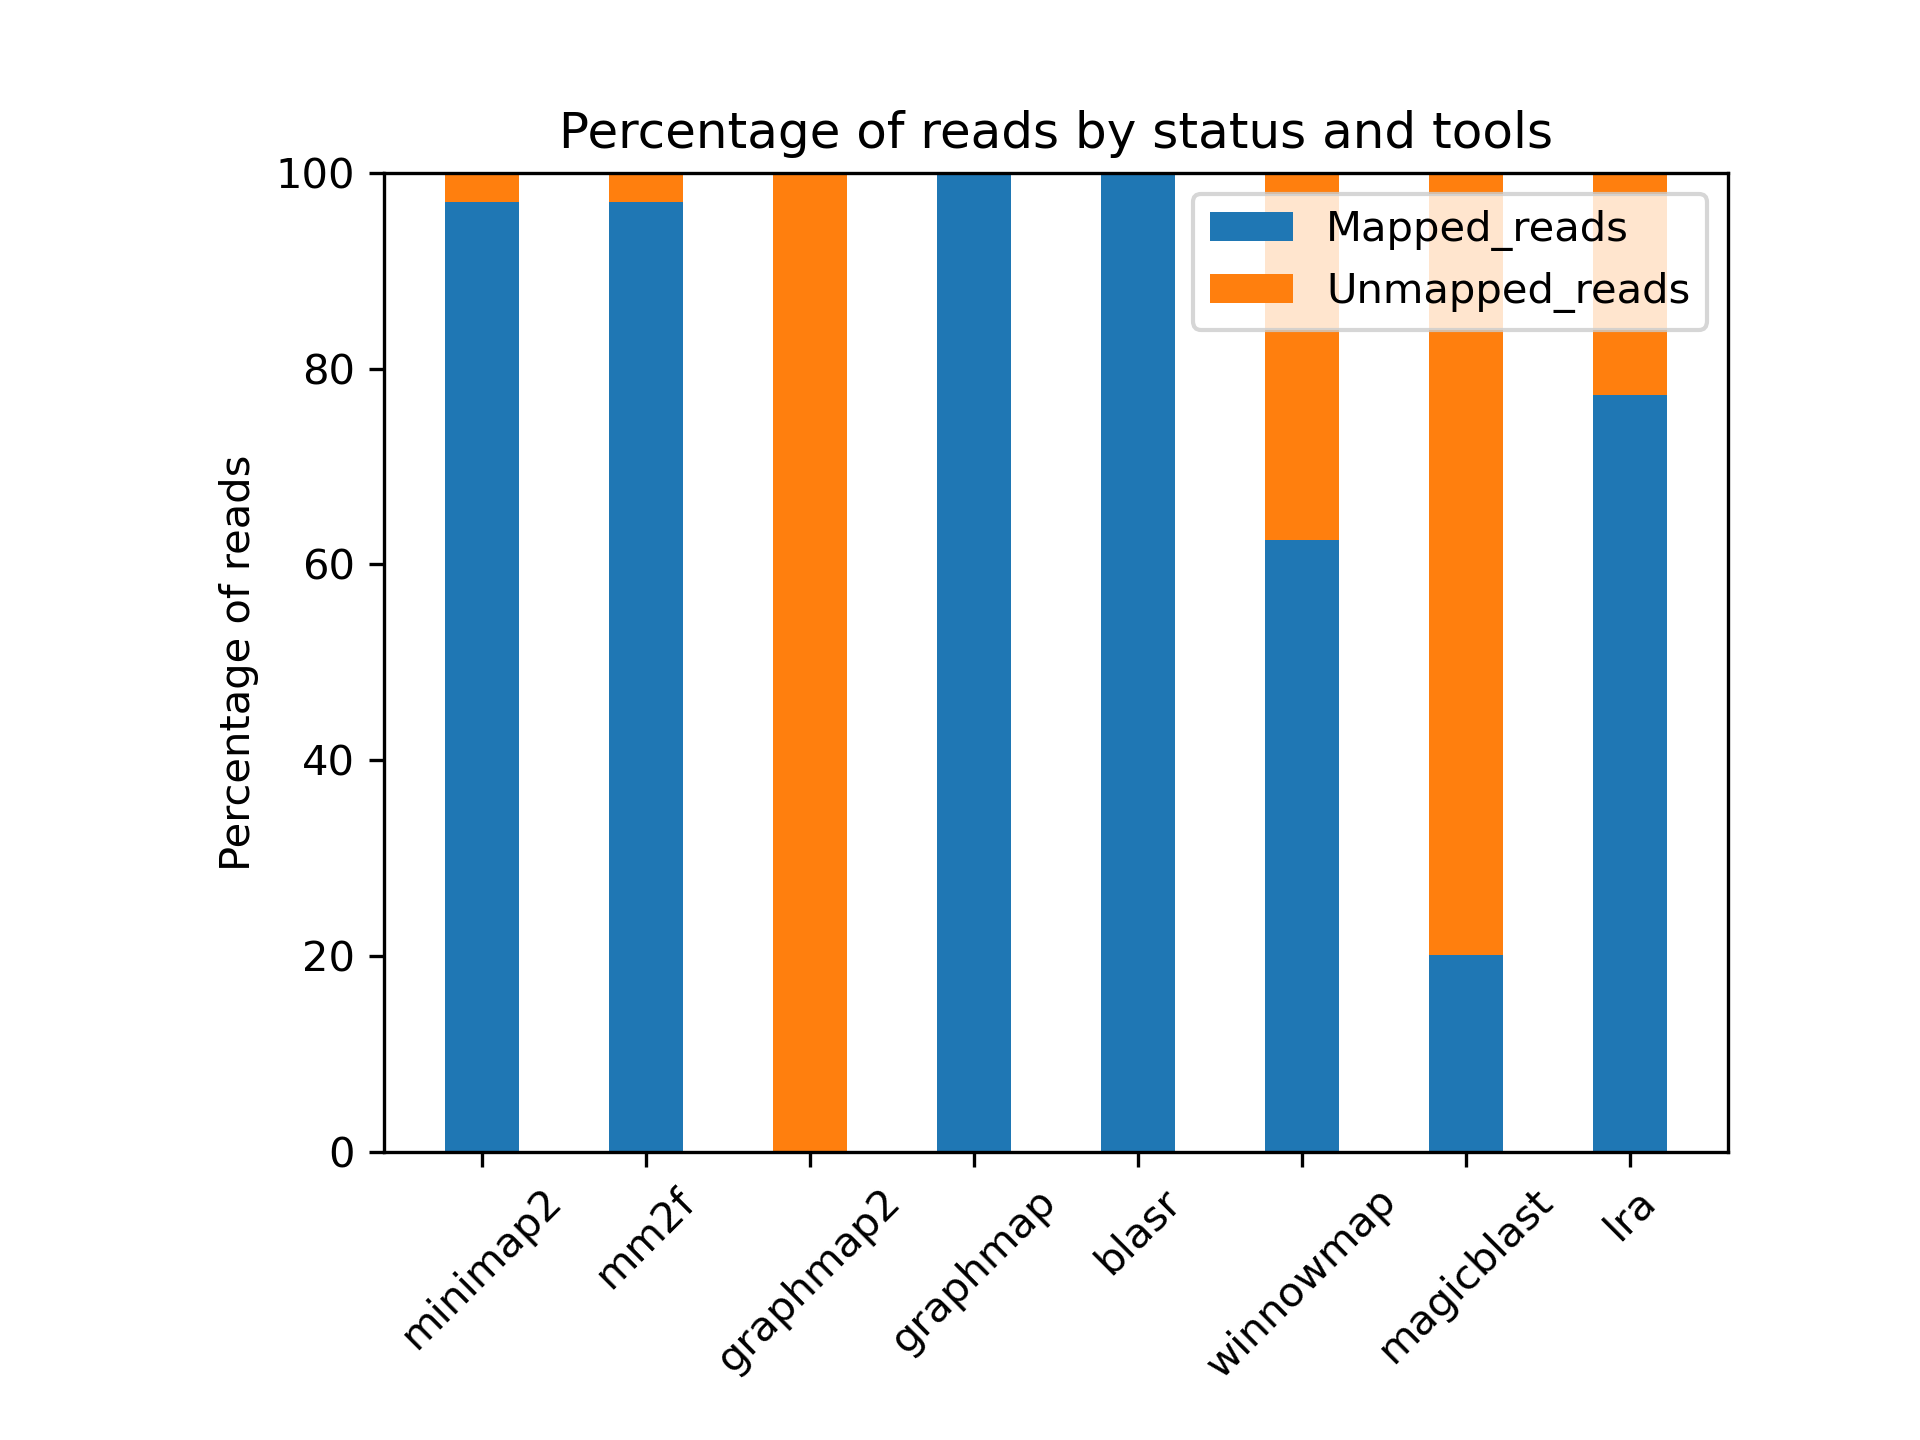 Percentage of reads by status and tools
Percentage of reads
100
80
60
40
20
0
Mapped_reads
Unmapped_reads
minimap2
mm2f
graphmap2
graphmap
blasr
winnowmap
magicblast
lra